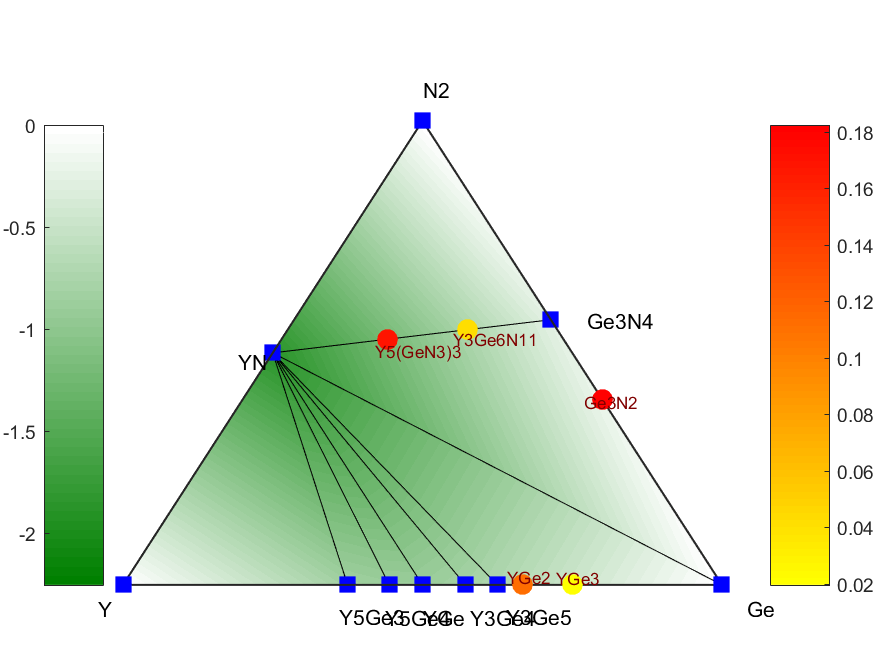 N2
0
-0.5
-1
-1.5
-2
0.18
0.16
0.14
0.12
0.1
0.08
0.06
0.04
0.02
Ge3N4
Y3Ge6N11
Y5(GeN3)3
YN
Ge3N2
YGe2
YGe3
Y
Y5Ge3
Y5Ge4
YGe
Y3Ge4
Y3Ge5
Ge